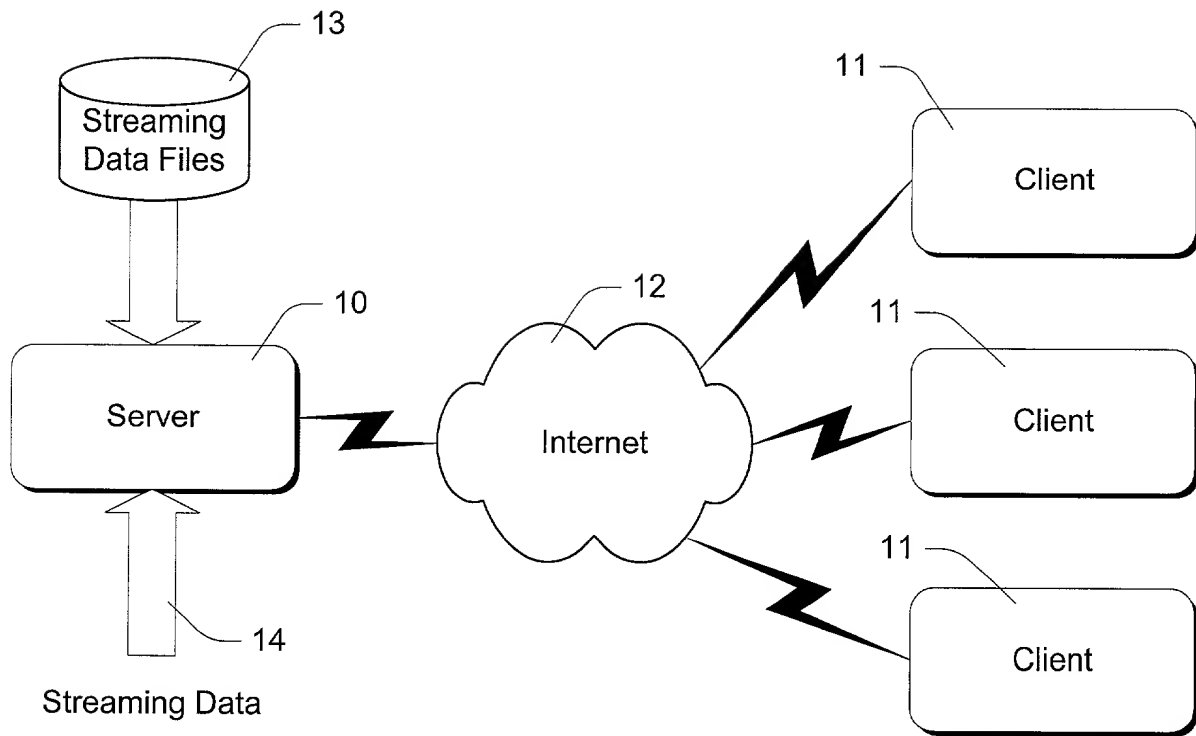 13
Streaming
Data Files
11
Client
10
Server
12
Internet
11
Client
14
Streaming Data
11
Client